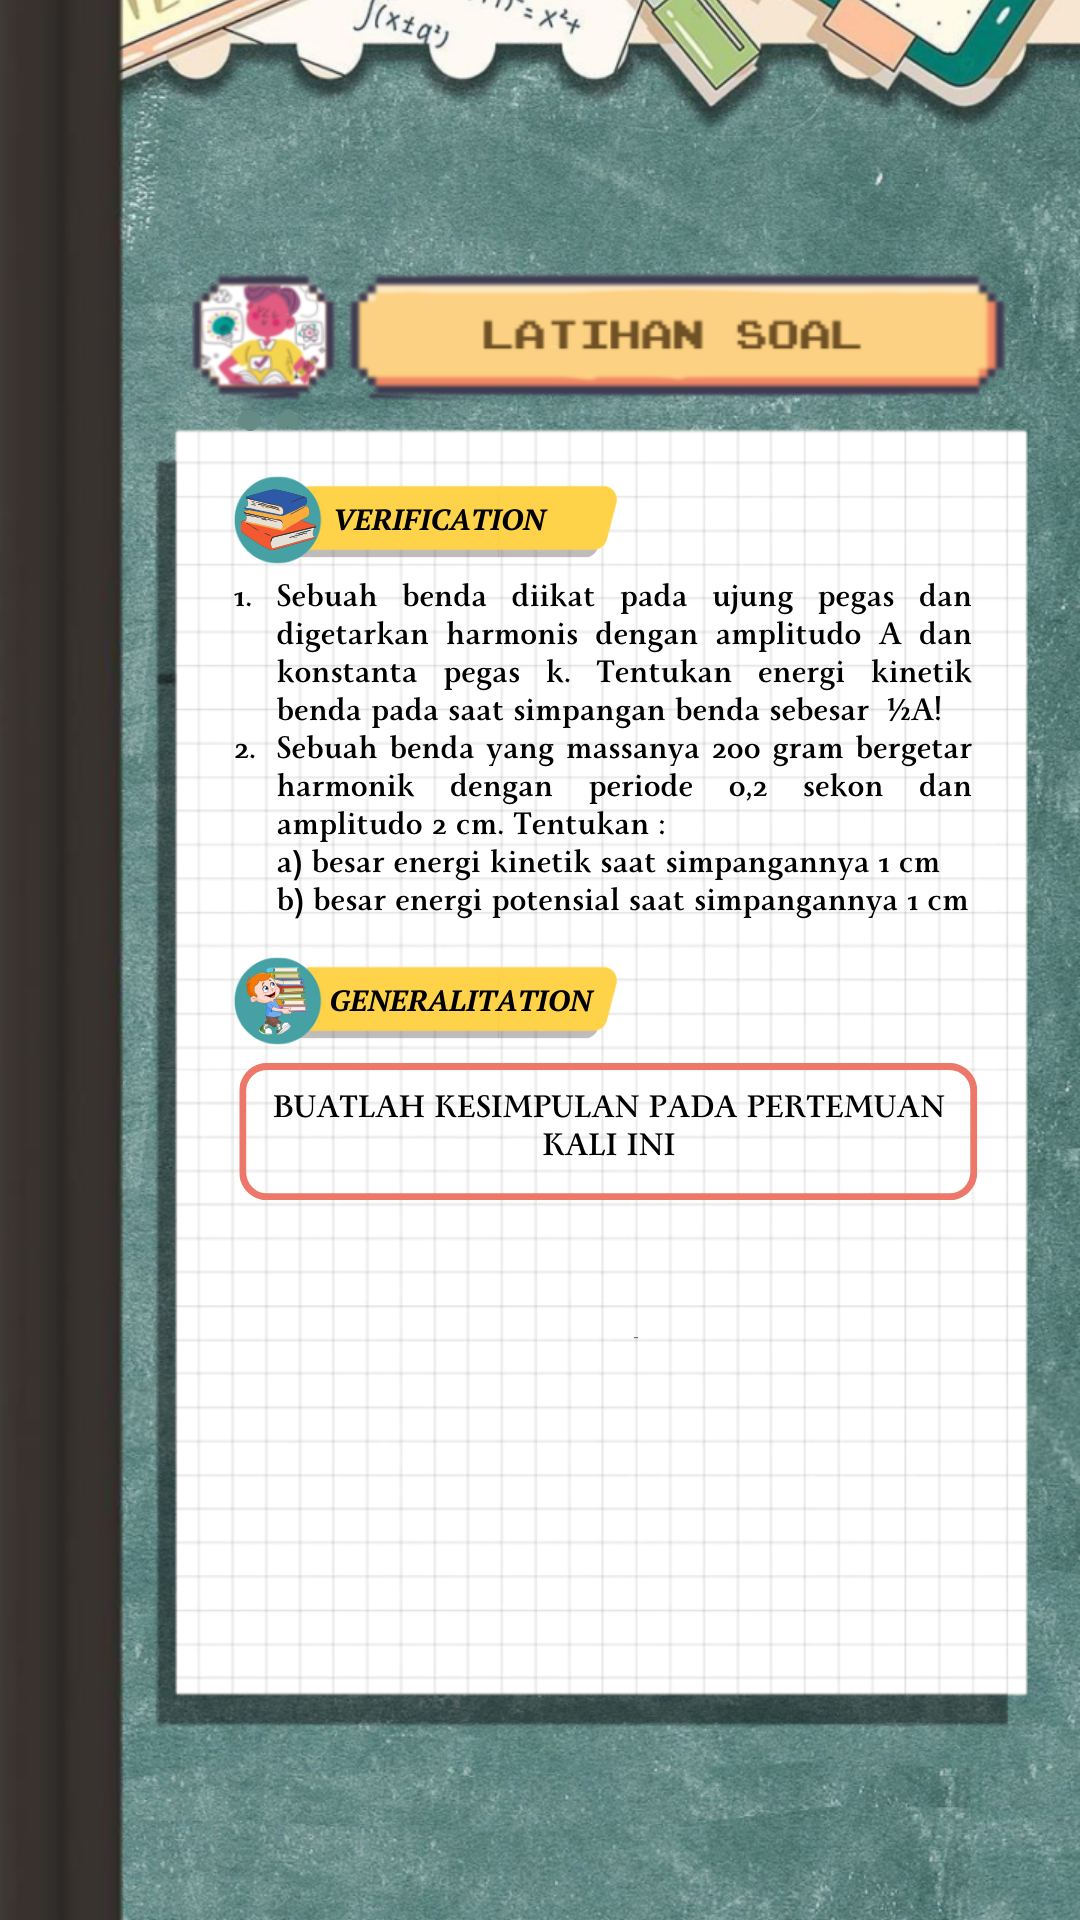 ∫(x±a²)
= x²+
LATIHAN SOAL
VERIFICATION
1. Sebuah benda diikat pada ujung pegas dan
digetarkan harmonis dengan amplitudo A dan
konstanta pegas k. Tentukan energi kinetik
benda pada saat simpangan benda sebesar ½A!
2. Sebuah benda yang massanya 200 gram bergetar
harmonik dengan periode 0,2 sekon dan
amplitudo 2 cm. Tentukan :
a) besar energi kinetik saat simpangannya 1 cm
b) besar energi potensial saat simpangannya 1 cm
GENERALITATION
BUATLAH KESIMPULAN PADA PERTEMUAN
KALI INI
-